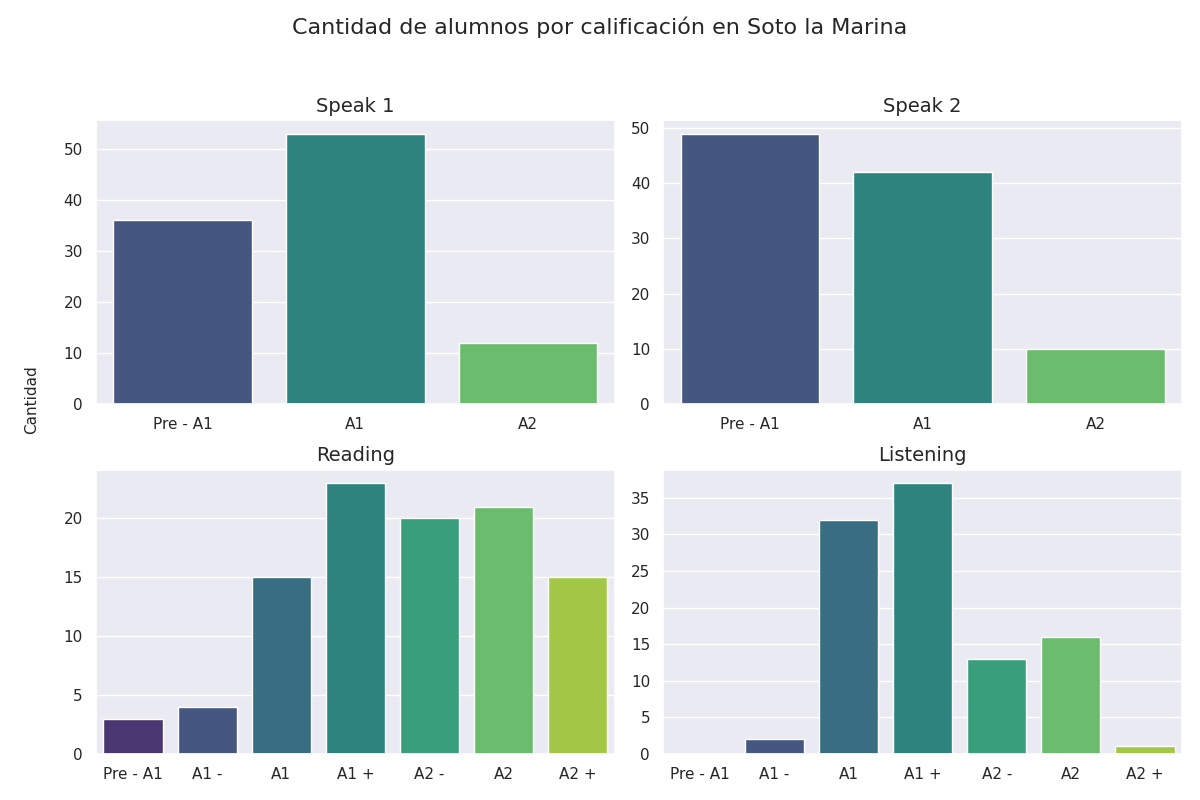 Cantidad de alumnos por calificación en Soto la Marina
Speak 1
50
40
30
20
10
0
Pre - A1 A1 A2
Speak 2
50
40
30
20
10
0
Pre - A1 A1 A2
Cantidad
Reading
20
15
10
5
0
Pre - A1 A1 - A1 A1 + A2 - A2 A2 +
Listening
35
30
25
20
15
10
5
0
Pre - A1 A1 - A1 A1 + A2 - A2 A2 +